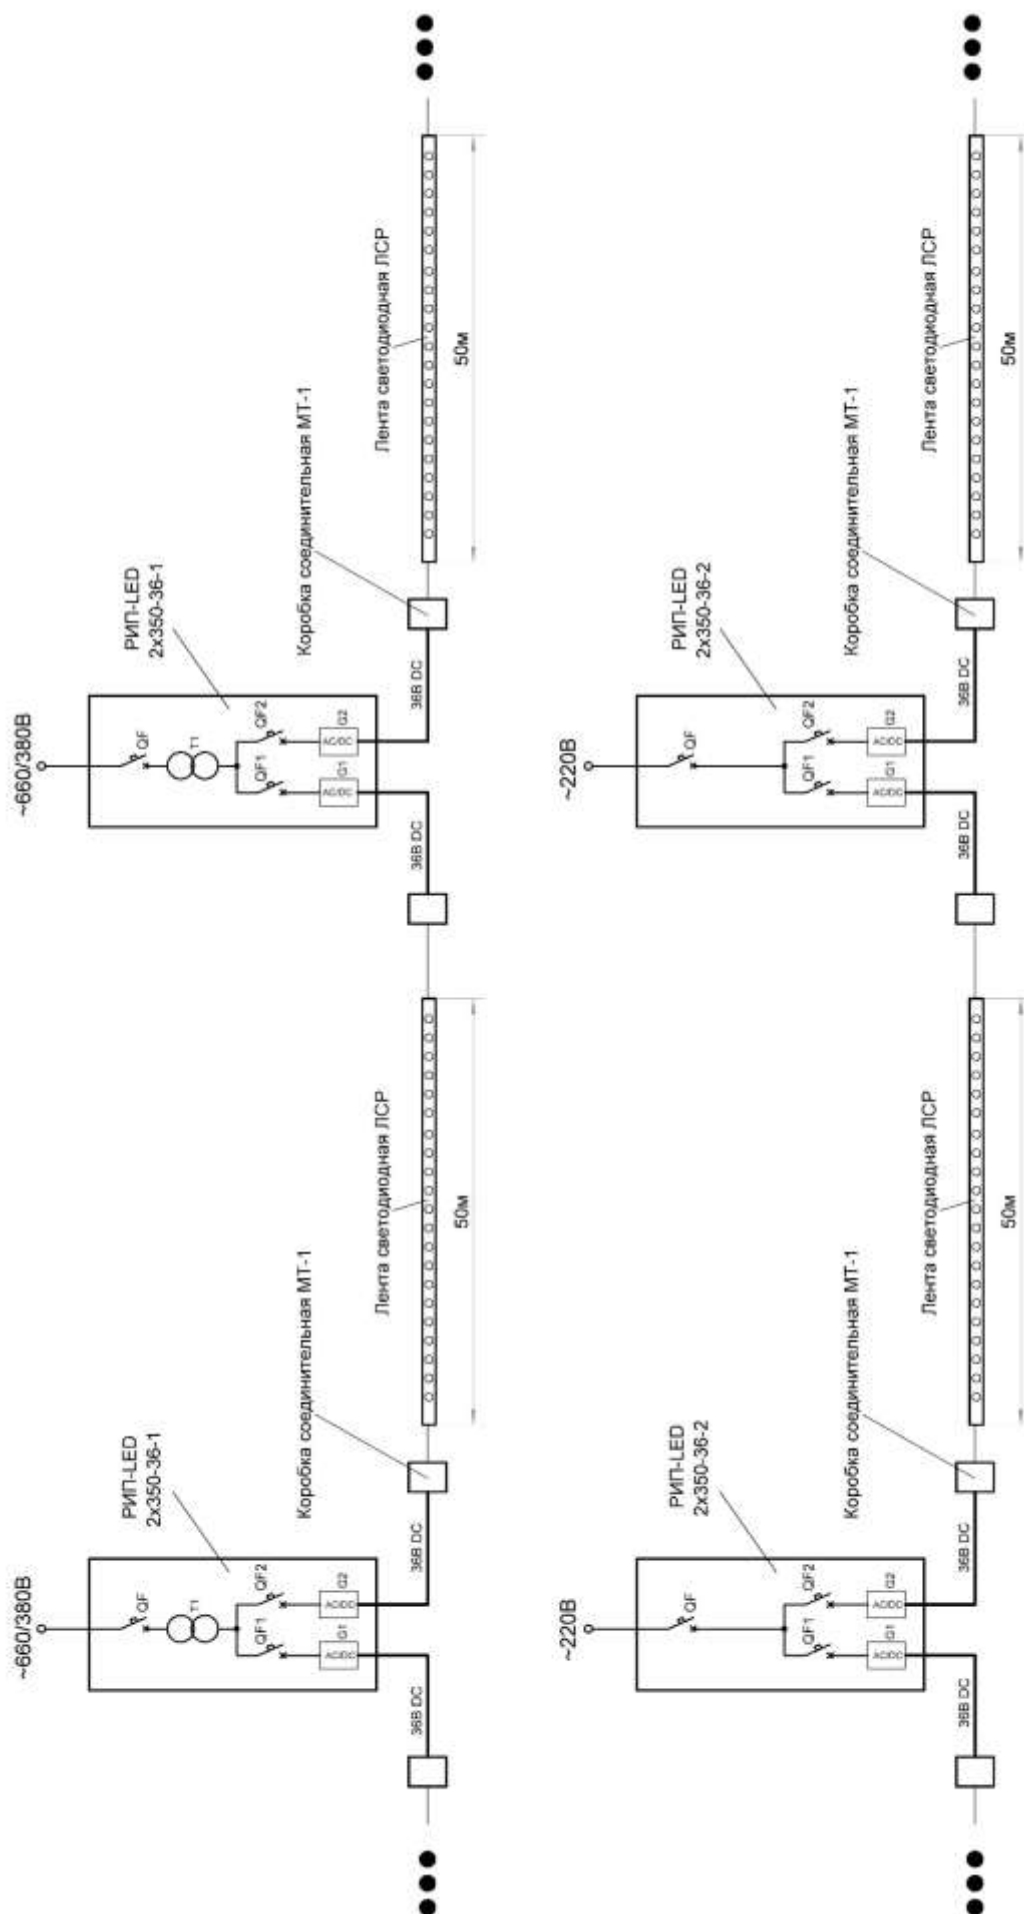 ~660/380В
QF
РИП-LED
2х350-36-1
T1
QF1
QF2
G1
G2
AC/DC
AC/DC
Коробка соединительная МТ-1
Лента светодиодная ЛСР
36В DC
36В DC
50м
~660/380В
QF
РИП-LED
2х350-36-1
T1
QF1
QF2
G1
G2
AC/DC
AC/DC
Коробка соединительная МТ-1
Лента светодиодная ЛСР
36В DC
36В DC
50м
~220В
QF
РИП-LED
2х350-36-2
QF1
QF2
G1
G2
AC/DC
AC/DC
Коробка соединительная МТ-1
Лента светодиодная ЛСР
36В DC
36В DC
50м
~220В
QF
РИП-LED
2х350-36-2
QF1
QF2
G1
G2
AC/DC
AC/DC
Коробка соединительная МТ-1
Лента светодиодная ЛСР
36В DC
36В DC
50м